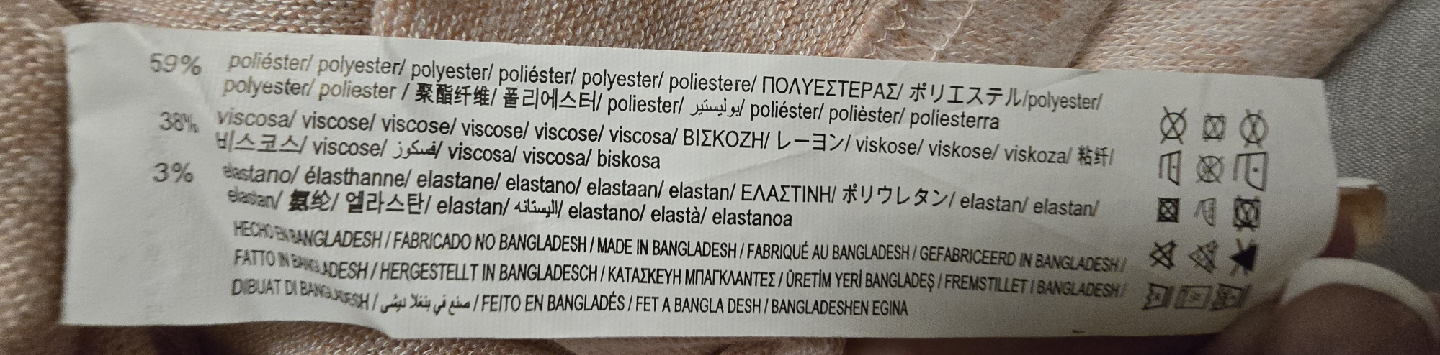 59% poliéster/ polyester/ polyester/ poliéster/ polyester/ poliestere/ ΠΟΛΥΕΣΤΕΡΑΣ/ ポリエステル/polyester/
polyester/ poliester / 聚酯纤维/ 폴리에스터/ poliester/ بوليستير/ poliéster/ polièster/ poliesterra
38% viscosa/ viscose/ viscose/ viscose/ viscose/ viscosa/ ΒΙΣΚΟΖΗ/ レーヨン/ viskose/ viskose/ viskoza/ 粘纤/
비스코스/ viscose/ فسكوز/ viscosa/ viscosa/ biskosa
3% elastano/ élasthanne/ elastane/ elastano/ elastaan/ elastan/ ΕΛΑΣΤΙΝΗ/ ポリウレタン/ elastan/ elastan/
elastan/ 氨纶/ 엘라스탄/ elastan/ اليستانه/ elastano/ elastà/ elastanoa
HECHO EN BANGLADESH / FABRICADO NO BANGLADESH / MADE IN BANGLADESH / FABRIQUÉ AU BANGLADESH / GEFABRICEERD IN BANGLADESH /
FATTO IN BANGLADESH / HERGESTELLT IN BANGLADESCH / ΚΑΤΑΣΚΕΥΗ ΜΠΑΓΚΛΑΝΤΕΣ / ÜRETİM YERİ BANGLADEŞ / FREMSTILLET I BANGLADESH /
DIBUAT DI BANGLADESH / صنع في بنغلا ديش / FEITO EN BANGLADÉS / FET A BANGLA DESH / BANGLADESHEN EGINA